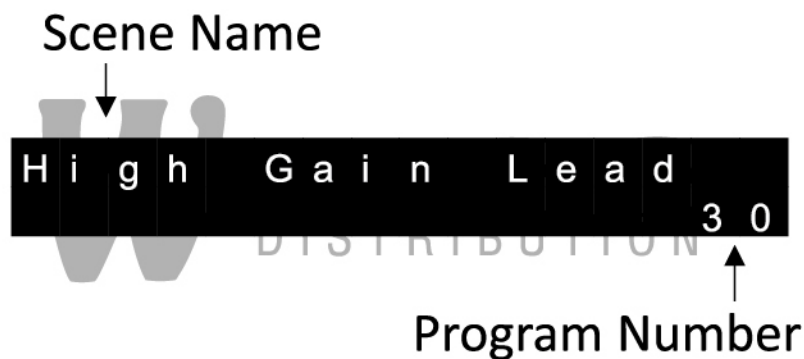 Scene Name
High Gain Lead
30
DISTRIBUTION
Program Number